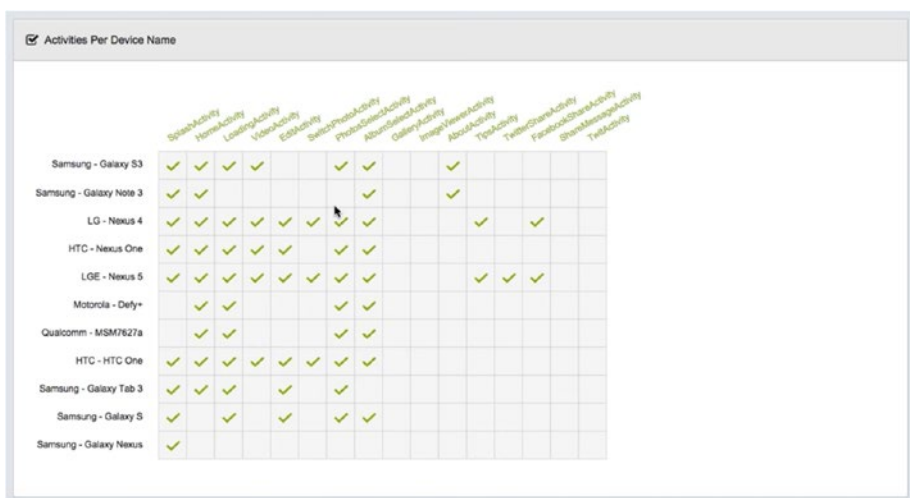 Activities Per Device Name
SplashActivity
HomeActivity
LoadingActivity
VideoActivity
EditActivity
SwitchPhotoActivity
PhotosSelectActivity
AlbumSelectActivity
GalleryActivity
ImageViewerActivity
AboutActivity
TipsActivity
TwitterShareActivity
FacebookShareActivity
ShareMessageActivity
TwitActivity
Samsung - Galaxy S3
Samsung - Galaxy Note 3
LG - Nexus 4
HTC - Nexus One
LGE - Nexus 5
Motorola - Defy+
Qualcomm - MSM7627a
HTC - HTC One
Samsung - Galaxy Tab 3
Samsung - Galaxy S
Samsung - Galaxy Nexus